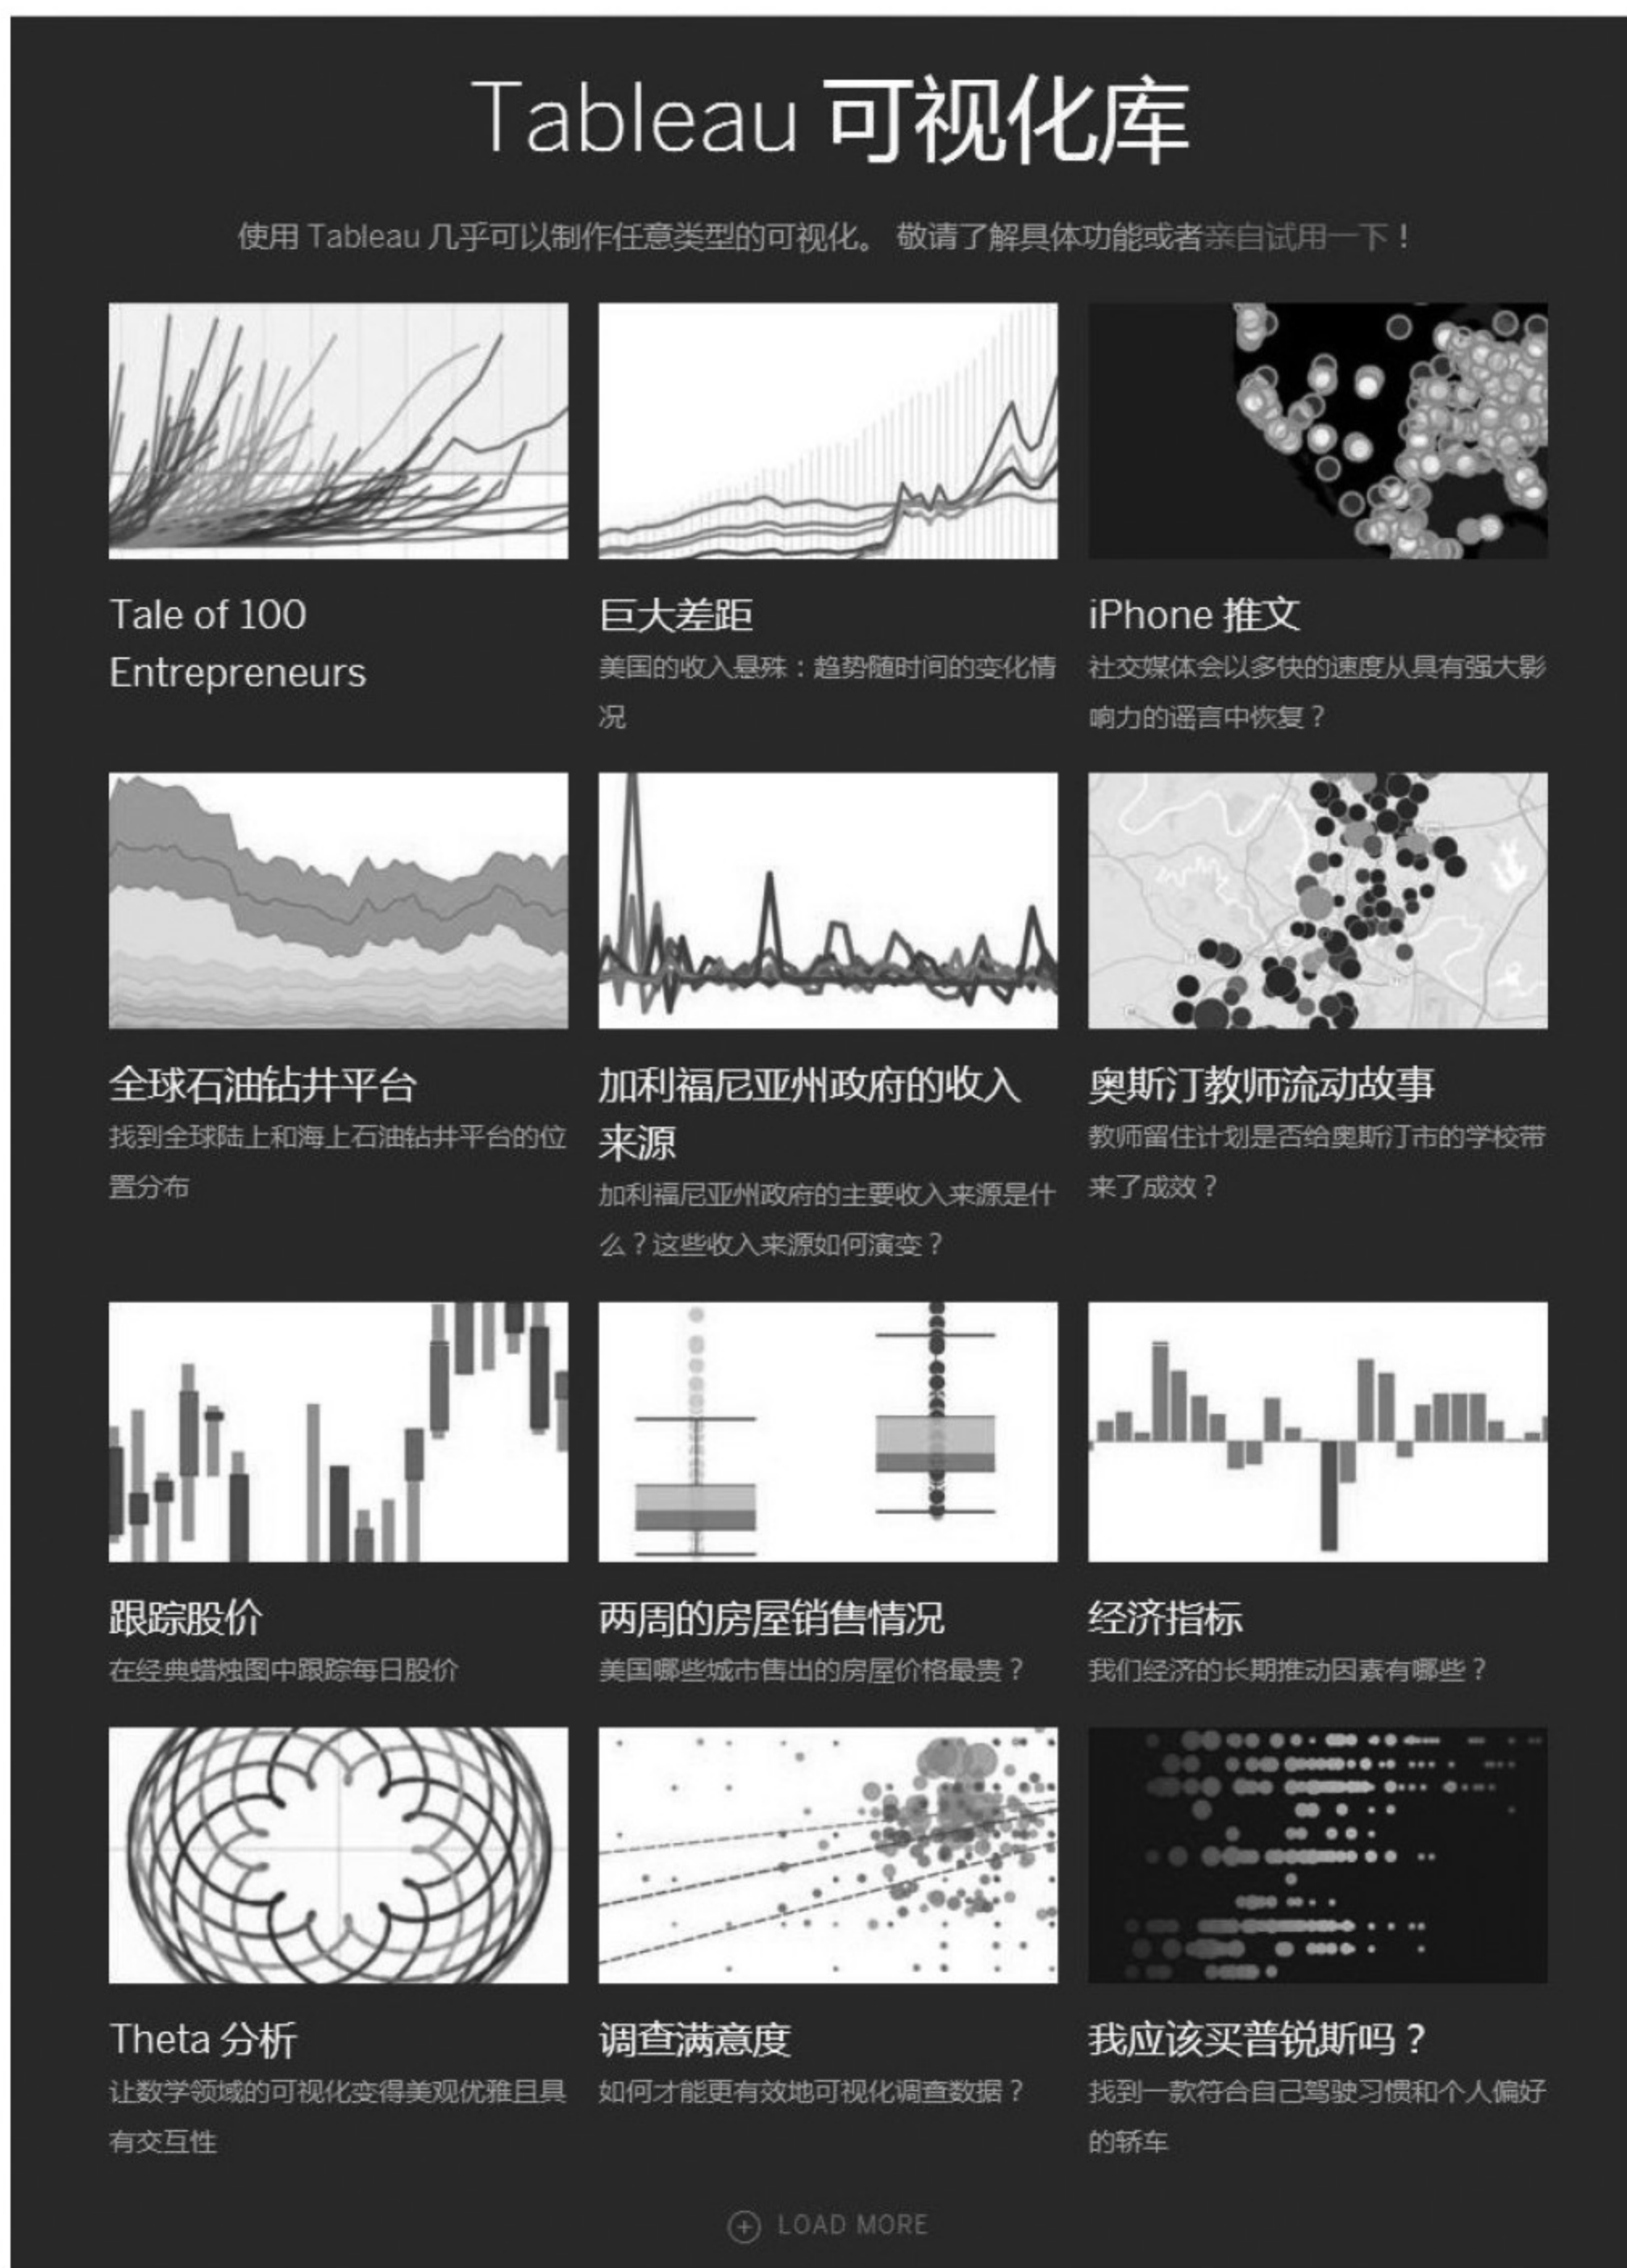 Tableau 可视化库
使用 Tableau 几乎可以制作任意类型的可视化。 敬请了解具体功能或者亲自试用一下！
Tale of 100
Entrepreneurs
巨大差距
美国的收入悬殊：趋势随时间的变化情
况
iPhone 推文
社交媒体会以多快的速度从具有强大影
响力的谣言中恢复？
全球石油钻井平台
找到全球陆上和海上石油钻井平台的位
置分布
加利福尼亚州政府的收入
来源
加利福尼亚州政府的主要收入来源是什
么？这些收入来源如何演变？
奥斯汀教师流动故事
教师留住计划是否给奥斯汀市的学校带
来了成效？
跟踪股价
在经典蜡烛图中跟踪每日股价
两周的房屋销售情况
美国哪些城市售出的房屋价格最贵？
经济指标
我们经济的长期推动因素有哪些？
Theta 分析
让数学领域的可视化变得美观优雅且具
有交互性
调查满意度
如何才能更有效地可视化调查数据？
我应该买普锐斯吗？
找到一款符合自己驾驶习惯和个人偏好
的轿车
LOAD MORE